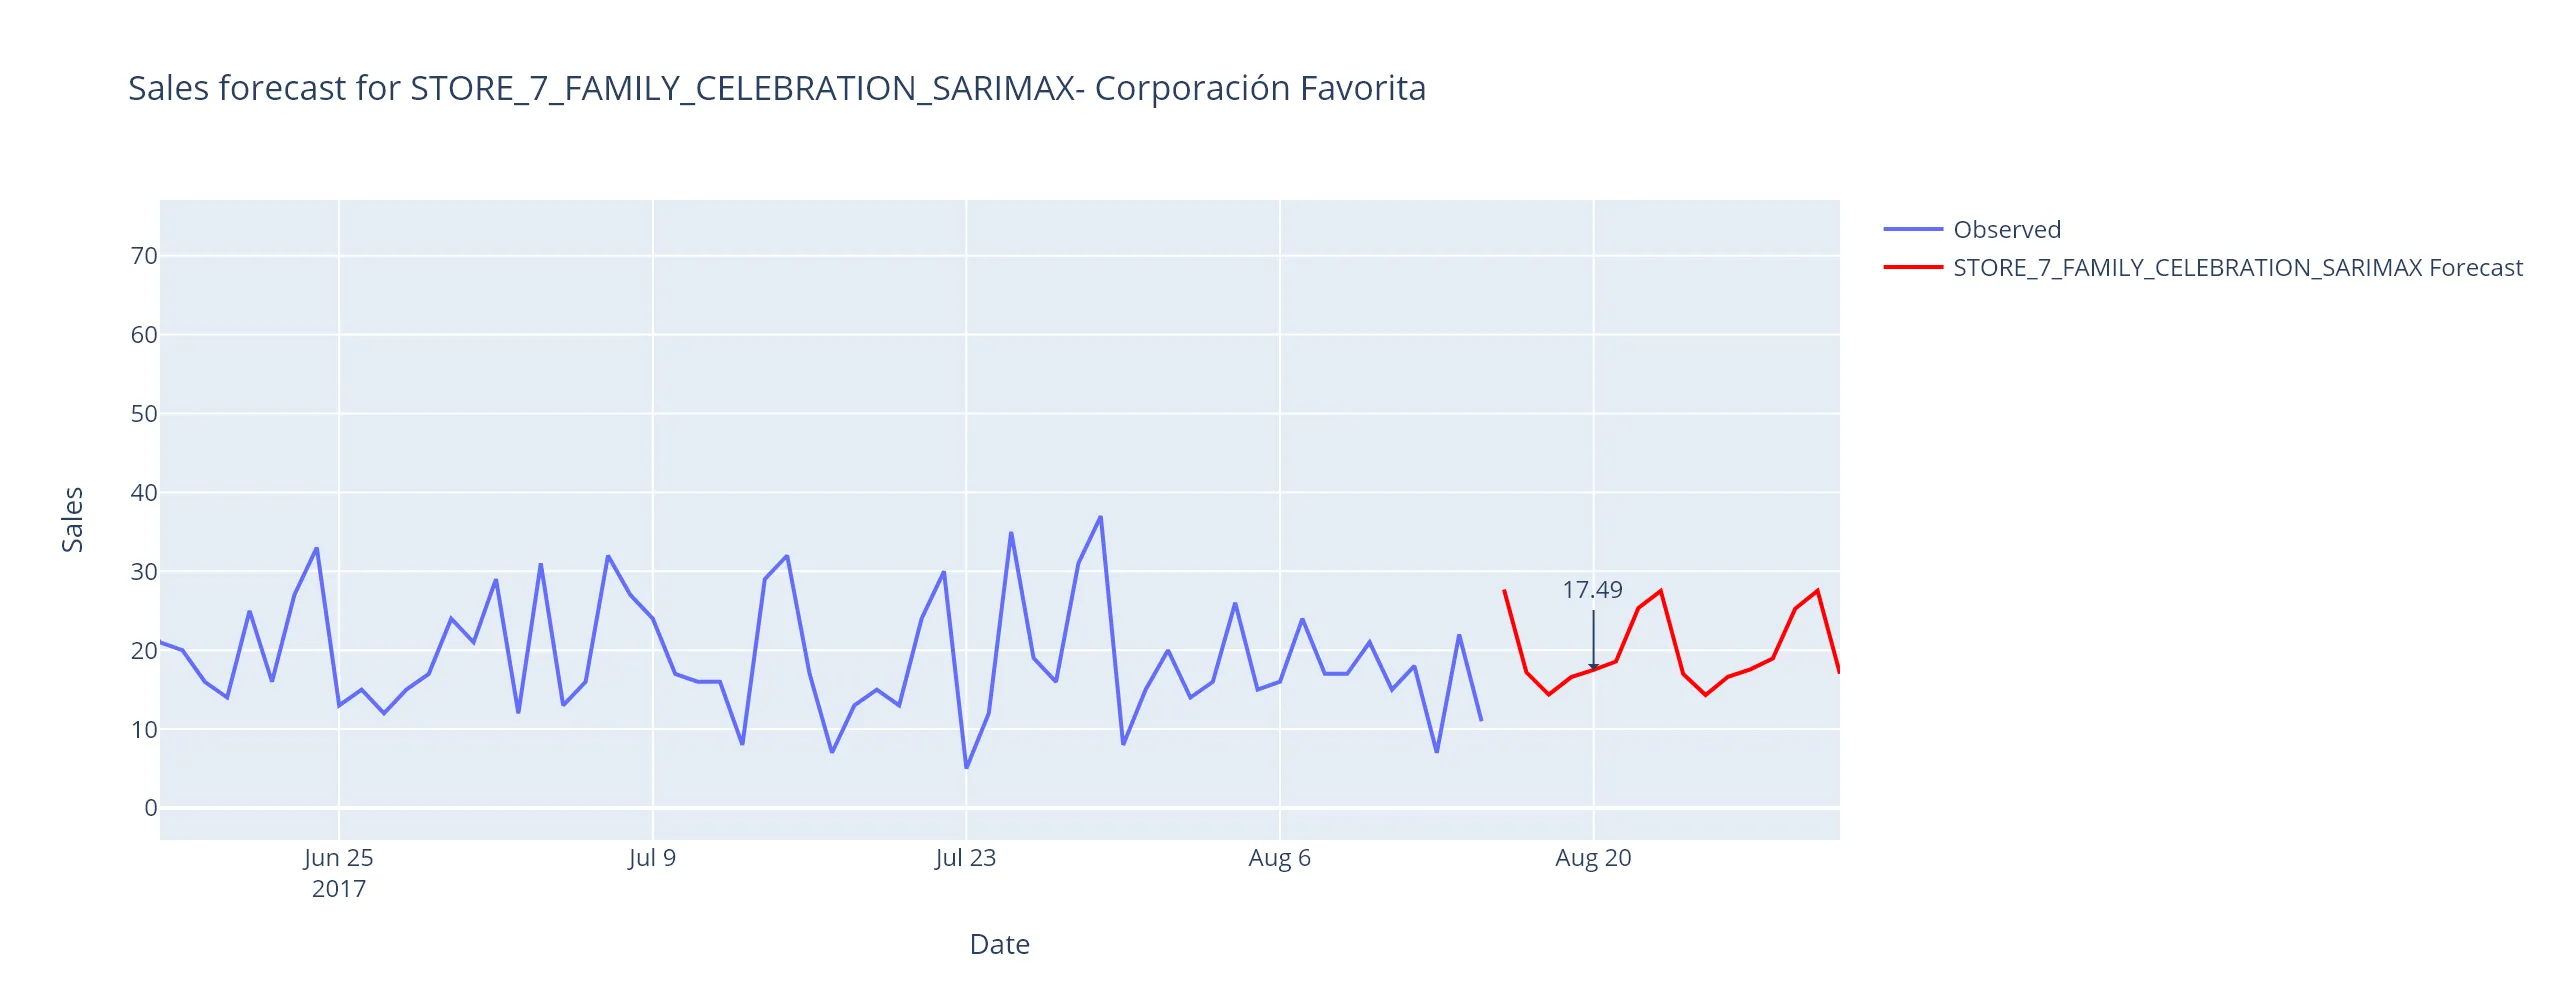 Sales forecast for STORE_7_FAMILY_CELEBRATION_SARIMAX- Corporación Favorita
Observed
STORE_7_FAMILY_CELEBRATION_SARIMAX Forecast
Sales
70
60
50
40
30
20
10
0
17.49
Jun 25
2017
Jul 9
Jul 23
Aug 6
Aug 20
Date